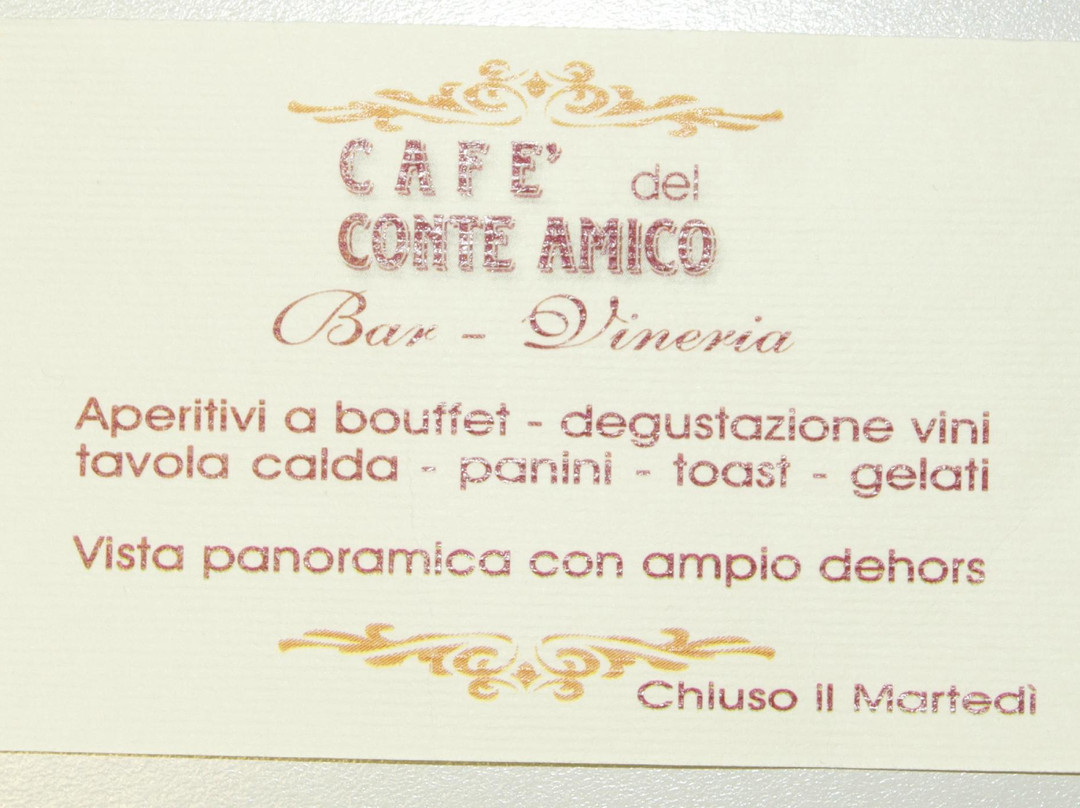 CAFE' del
CONTE AMICO
Bar - Vineria
Aperitivi a bouffet - degustazione vini
tavola calda - panini - toast - gelati
Vista panoramica con ampio dehors
Chiuso il Martedì